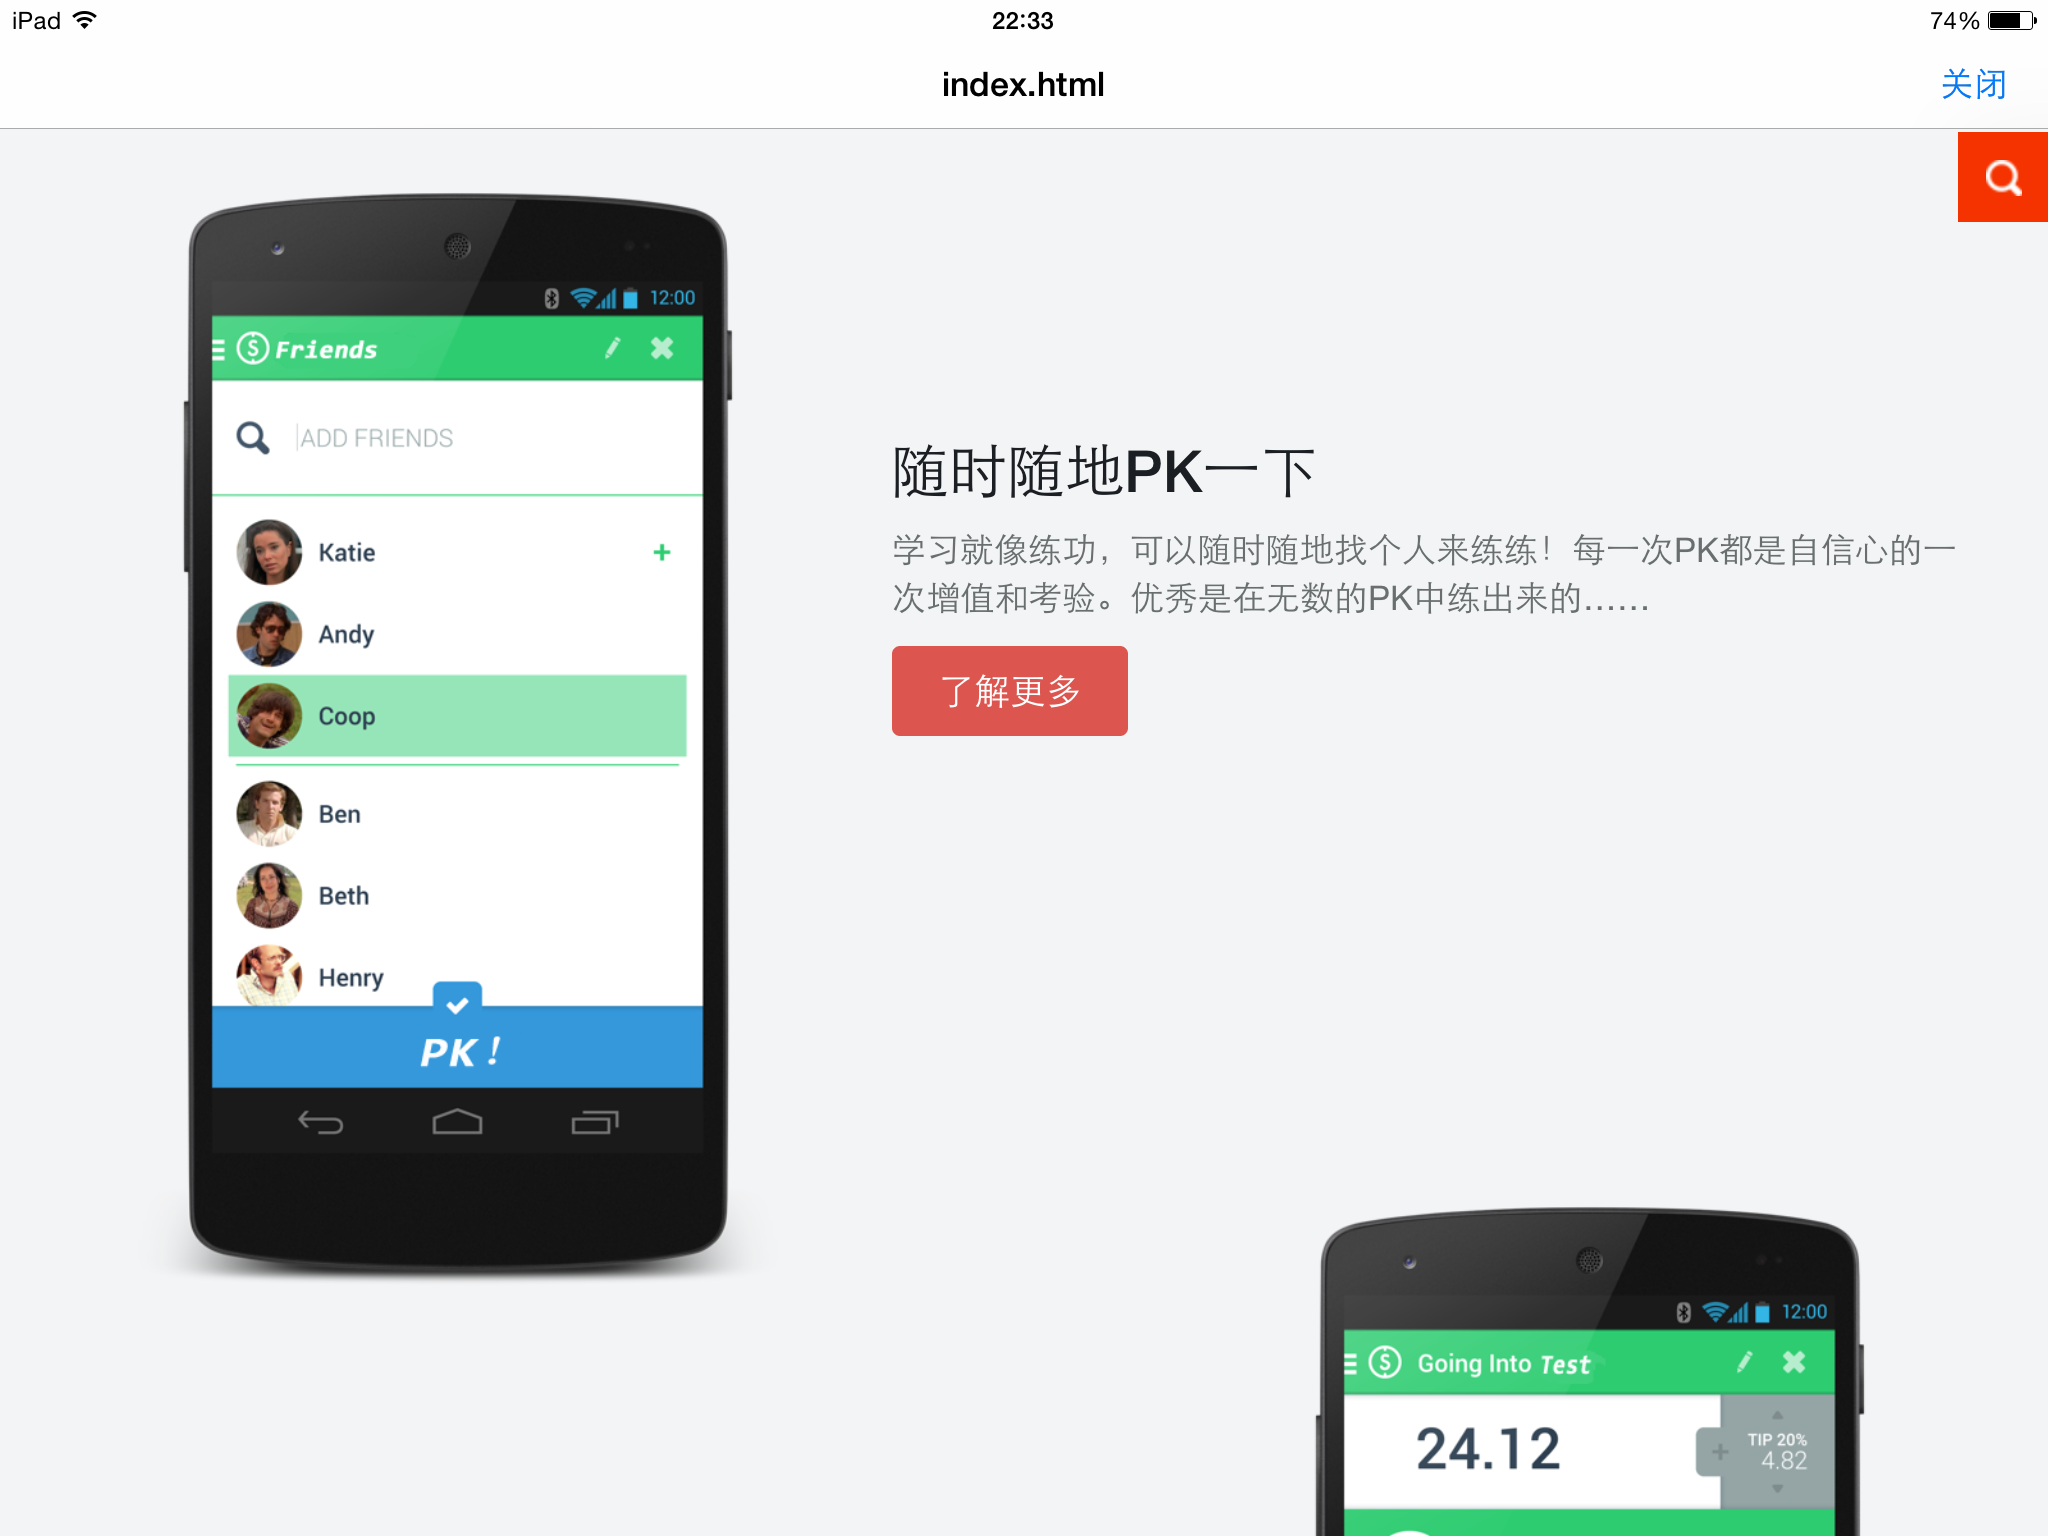 iPad 22:33 74%
index.html 关闭
12:00
Friends
ADD FRIENDS
Katie
Andy
Coop
Ben
Beth
Henry
PK!
随时随地PK一下
学习就像练功，可以随时随地找个人来练练！每一次PK都是自信心的一
次增值和考验。优秀是在无数的PK中练出来的……
了解更多
12:00
Going Into Test
24.12
TIP 20%
4.82